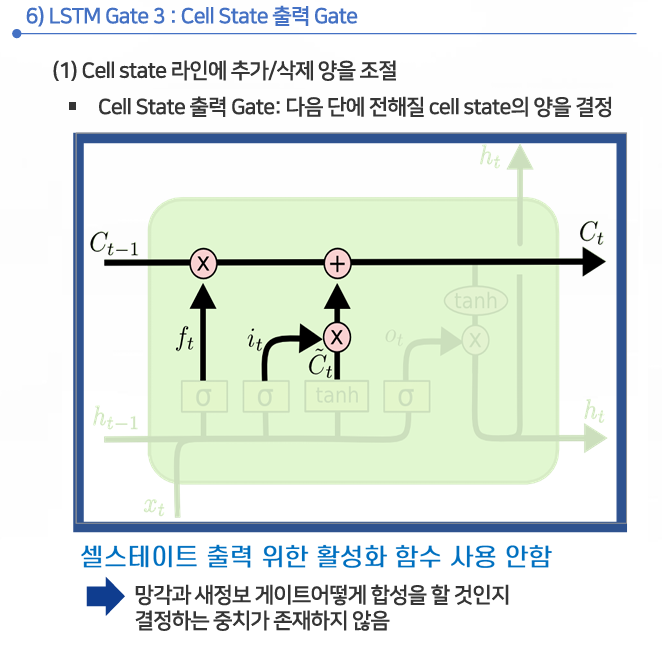 6) LSTM Gate 3 : Cell State 출력 Gate
(1) Cell state 라인에 추가/삭제 양을 조절
▪ Cell State 출력 Gate: 다음 단에 전해질 cell state의 양을 결정
h_t
C_{t-1}
C_t
x
+
tanh
f_t
i_t
x
o_t
x
C̃_t
σ
σ
tanh
σ
h_{t-1}
h_t
x_t
셀스테이트 출력 위한 활성화 함수 사용 안함
망각과 새정보 게이트어떻게 합성을 할 것인지
결정하는 중치가 존재하지 않음